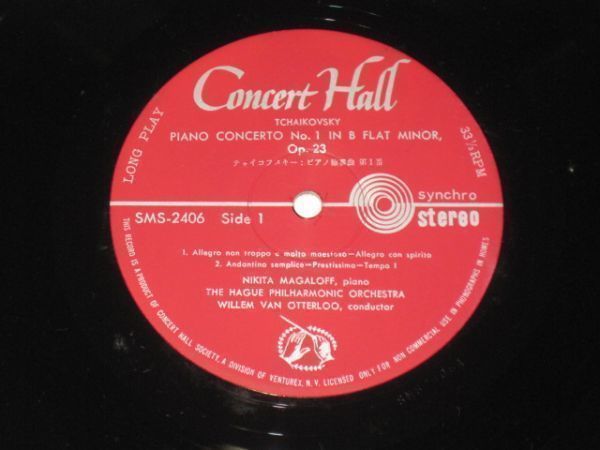 Concert Hall
TCHAIKOVSKY
PIANO CONCERTO No. 1 IN B FLAT MINOR,
Op. 23
チャイコフスキー：ピアノ協奏曲 第1番
LONG PLAY
33⅓ RPM
synchro
stereo
SMS-2406 Side 1
1. Allegro non troppo e molto maestoso—Allegro con spirito
2. Andantino semplice—Prestissimo—Tempo I
NIKITA MAGALOFF, piano
THE HAGUE PHILHARMONIC ORCHESTRA
WILLEM VAN OTTERLOO, conductor
THIS RECORD IS A PRODUCT OF CONCERT HALL SOCIETY, A DIVISION OF VENTUREX, N. V. LICENSED ONLY FOR NON COMMERCIAL USE IN PHONOGRAPHS IN HOMES